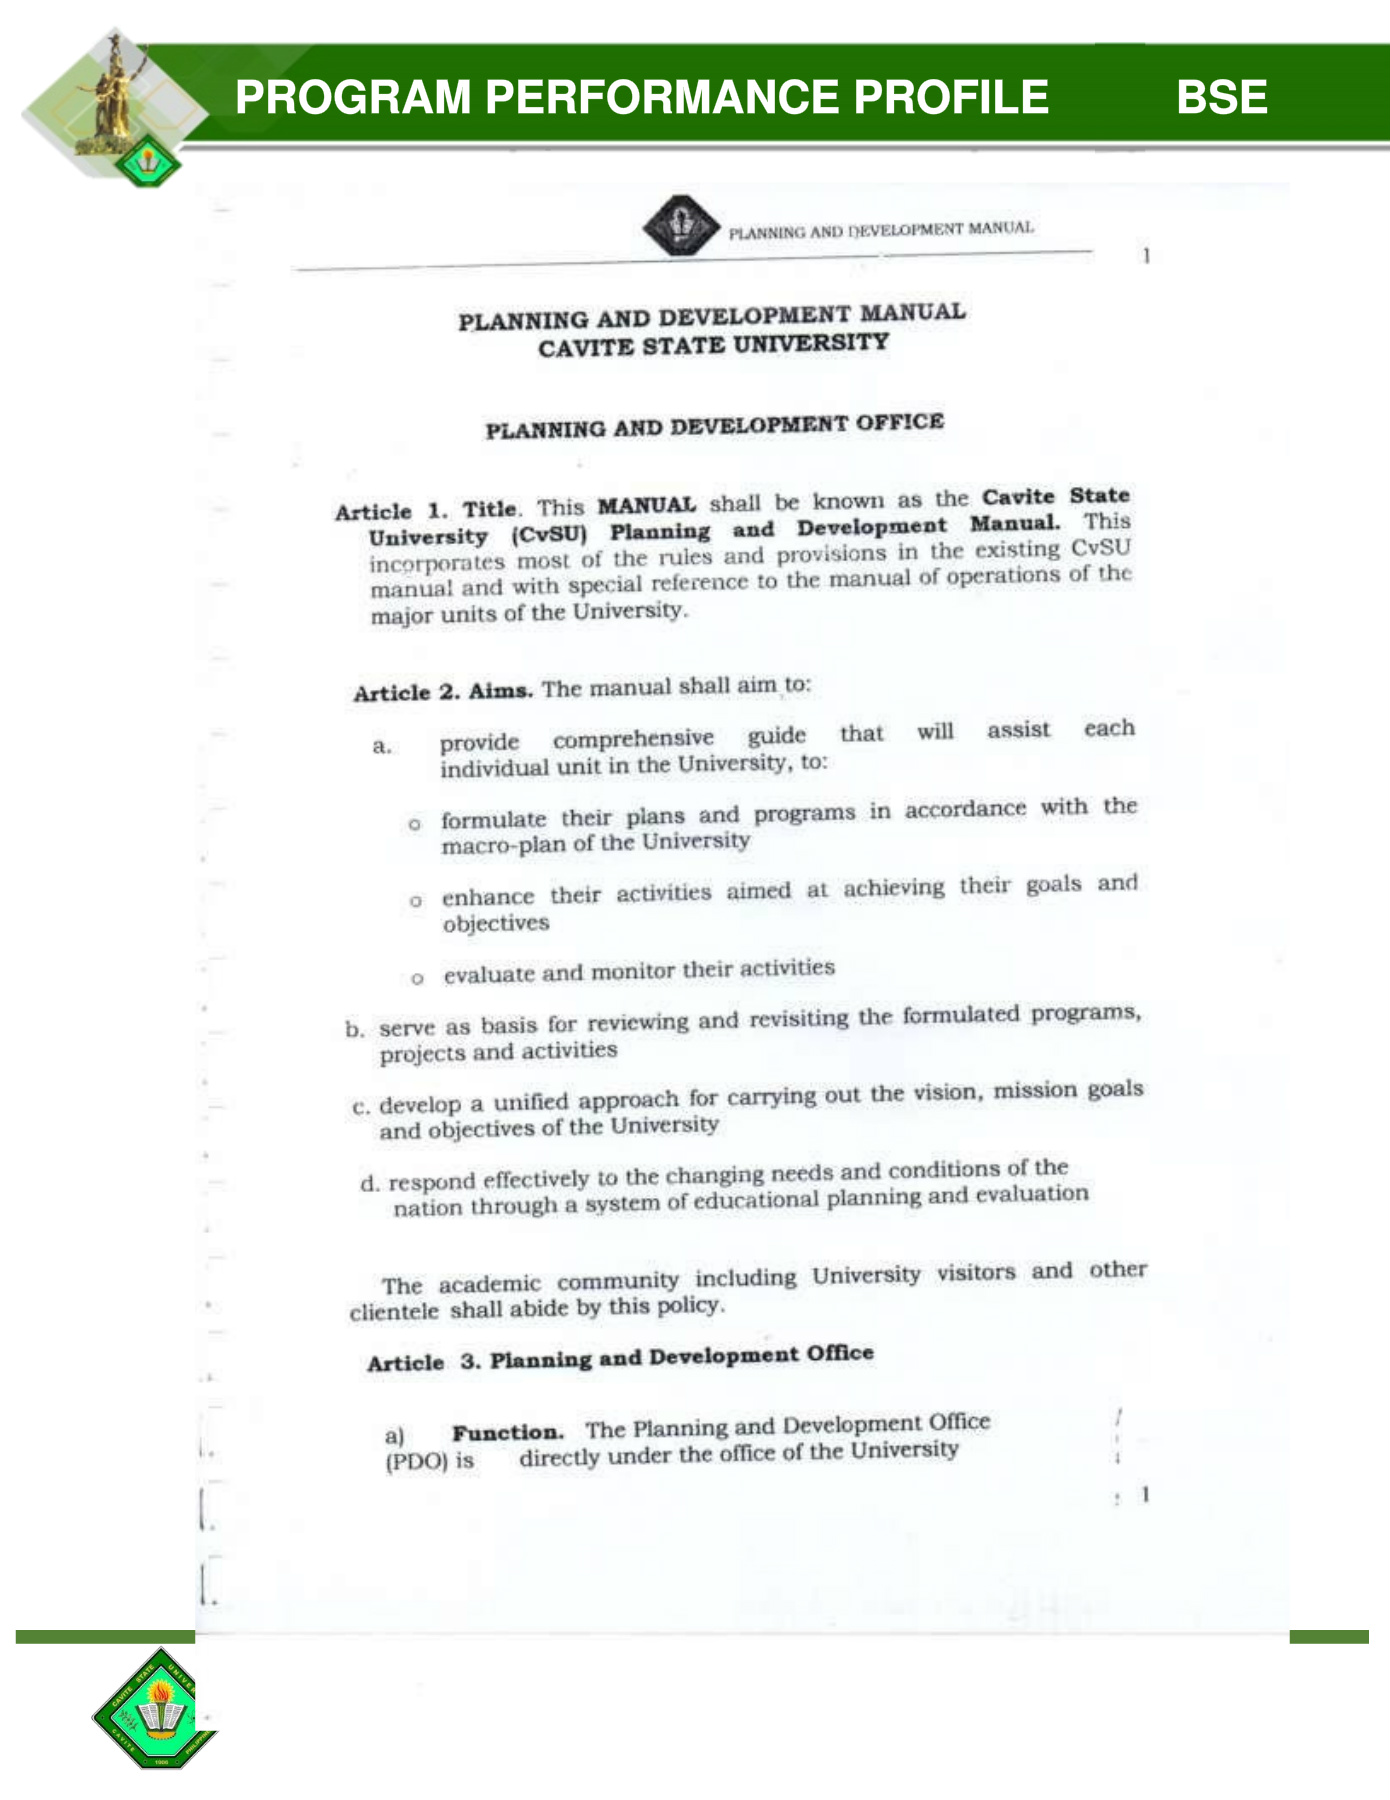 PROGRAM PERFORMANCE PROFILE BSE
PLANNING AND DEVELOPMENT MANUAL
1
PLANNING AND DEVELOPMENT MANUAL
CAVITE STATE UNIVERSITY
PLANNING AND DEVELOPMENT OFFICE
Article 1. Title. This MANUAL shall be known as the Cavite State
University (CvSU) Planning and Development Manual. This
incorporates most of the rules and provisions in the existing CvSU
manual and with special reference to the manual of operations of the
major units of the University.
Article 2. Aims. The manual shall aim to:
a. provide comprehensive guide that will assist each
individual unit in the University, to:
o formulate their plans and programs in accordance with the
macro-plan of the University
o enhance their activities aimed at achieving their goals and
objectives
o evaluate and monitor their activities
b. serve as basis for reviewing and revisiting the formulated programs,
projects and activities
c. develop a unified approach for carrying out the vision, mission goals
and objectives of the University
d. respond effectively to the changing needs and conditions of the
nation through a system of educational planning and evaluation
The academic community including University visitors and other
clientele shall abide by this policy.
Article 3. Planning and Development Office
a) Function. The Planning and Development Office
(PDO) is directly under the office of the University
1
CAVITE STATE
CAVITE
1906